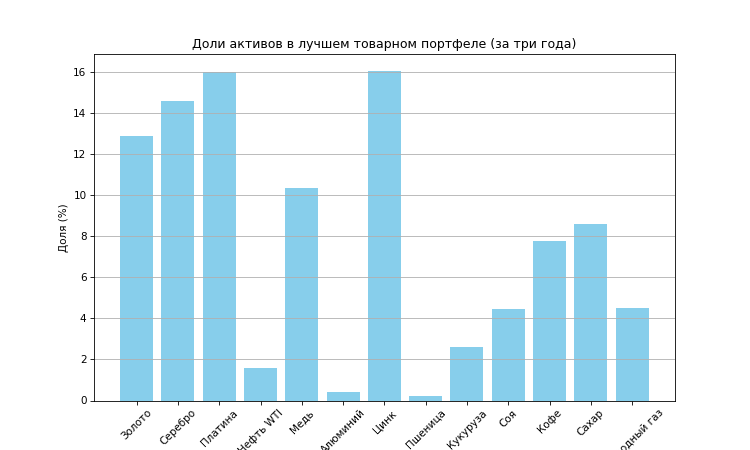 Доли активов в лучшем товарном портфеле (за три года)
Доля (%)
16
14
12
10
8
6
4
2
0
Золото
Серебро
Платина
Нефть WTI
Медь
Алюминий
Цинк
Пшеница
Кукуруза
Соя
Кофе
Сахар
газ